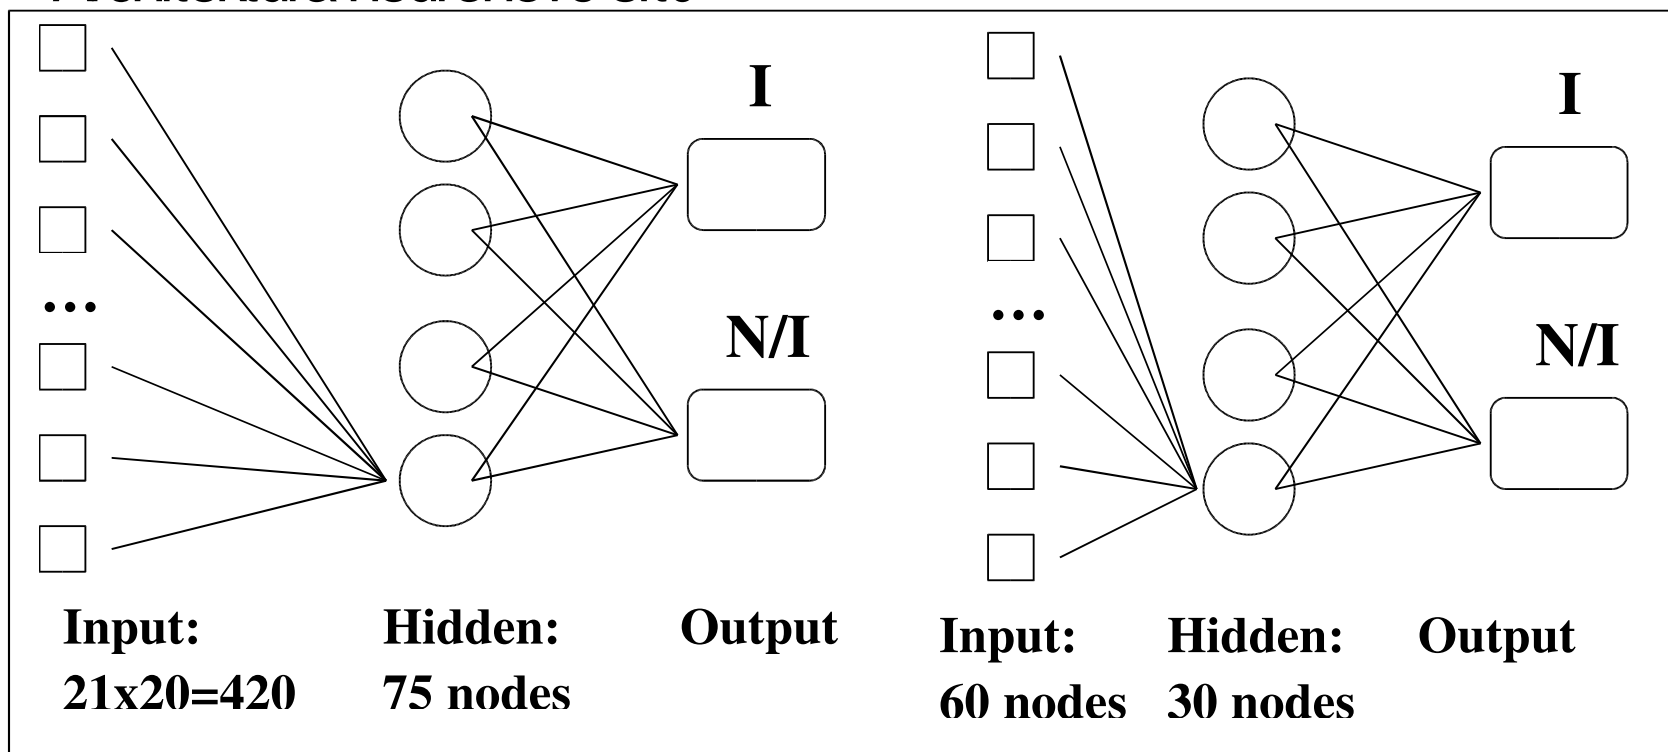 I
N/I
...
Input:
21x20=420
Hidden:
75 nodes
Output
I
N/I
...
Input:
60 nodes
Hidden:
30 nodes
Output